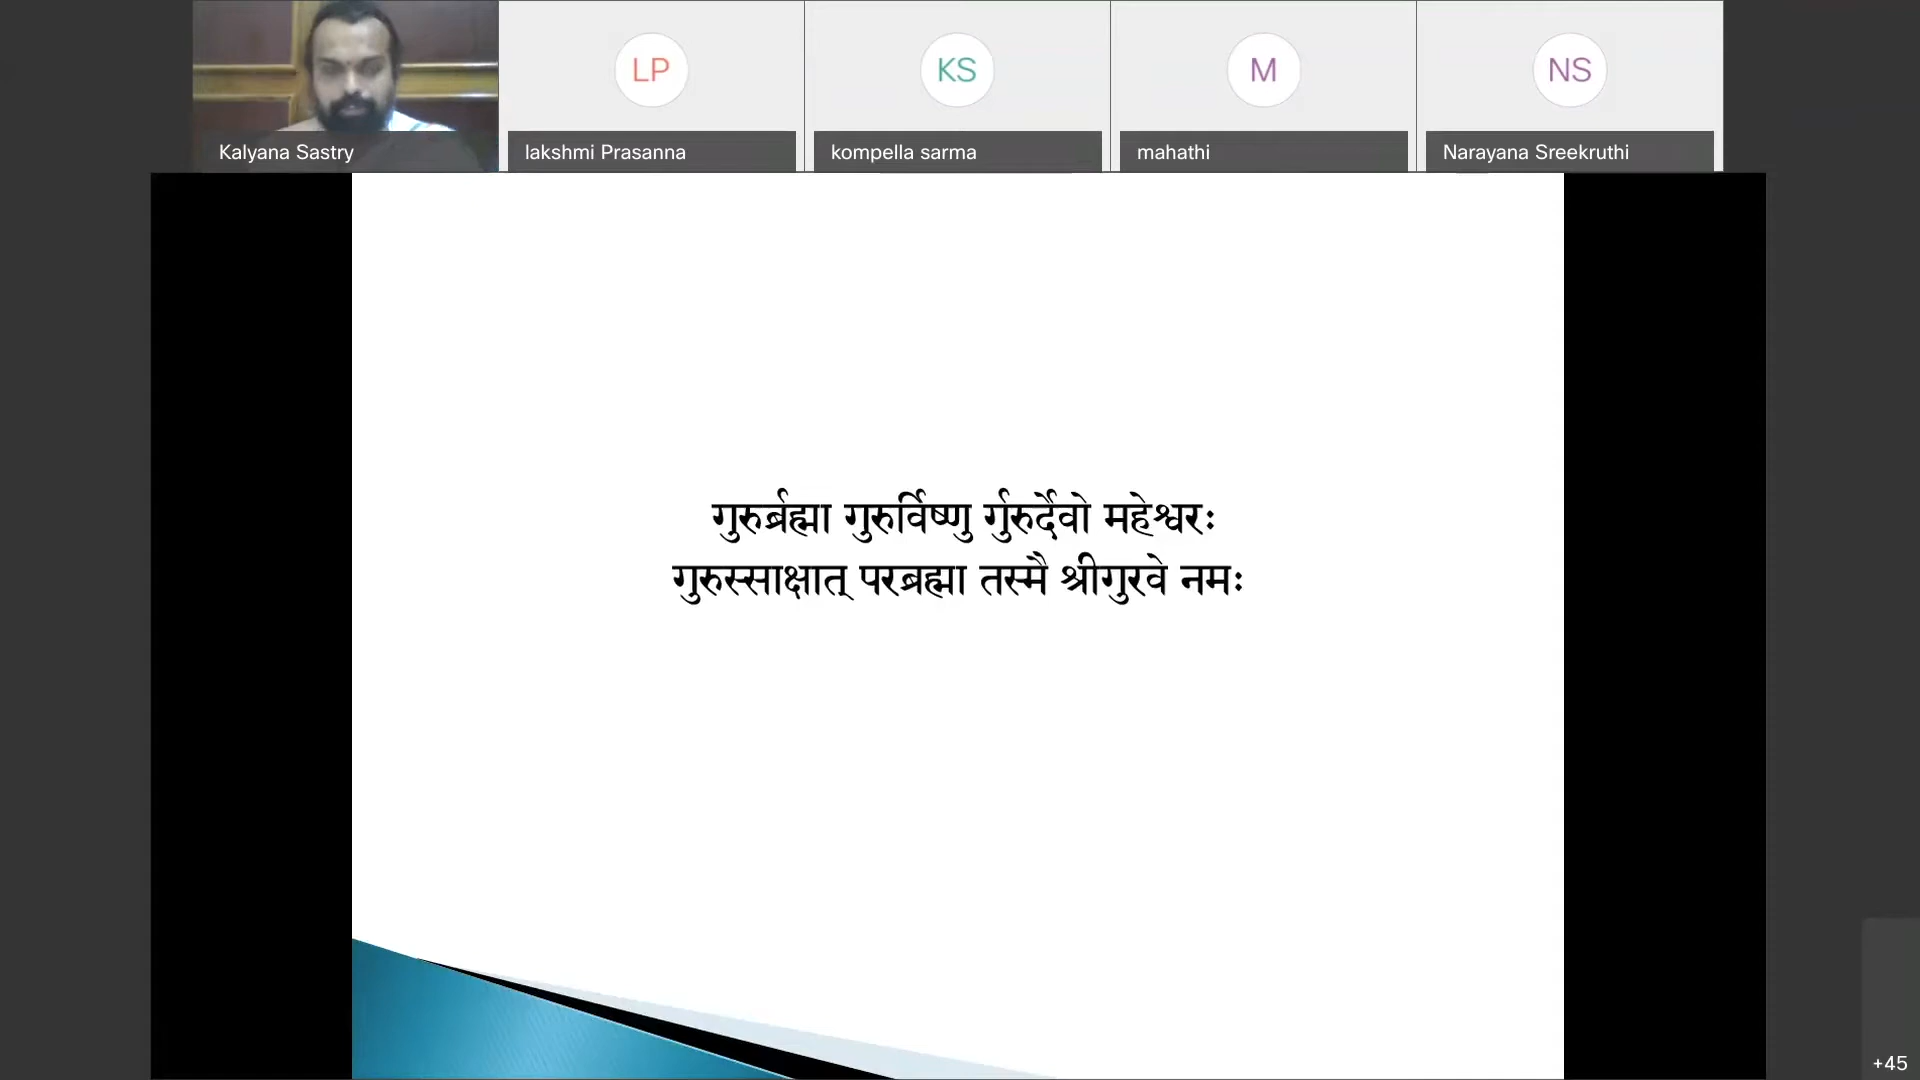 LP
KS
M
NS
Kalyana Sastry
lakshmi Prasanna
kompella sarma
mahathi
Narayana Sreekruthi
गुरुर्ब्रह्मा गुरुर्विष्णु र्गुरुर्देवो महेश्वरः
गुरुस्साक्षात् परब्रह्मा तस्मै श्रीगुरवे नमः
+45